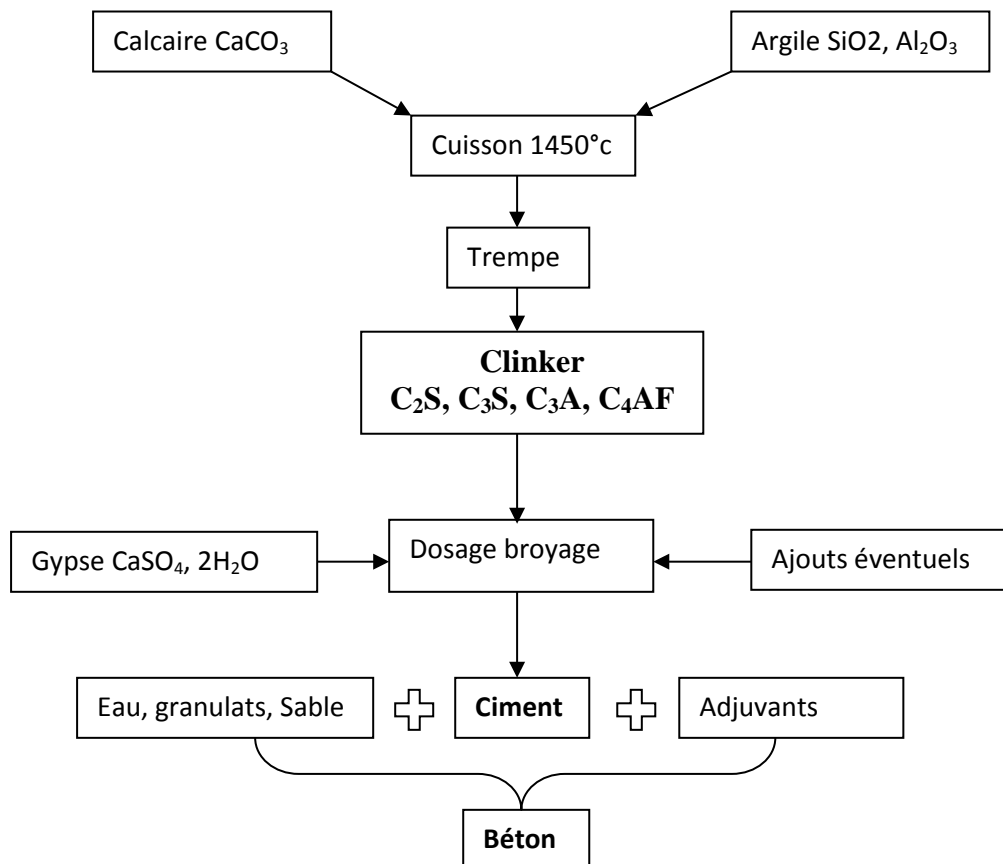 Calcaire CaCO₃
Argile SiO2, Al₂O₃
Cuisson 1450°c
Trempe
Clinker
C₂S, C₃S, C₃A, C₄AF
Gypse CaSO₄, 2H₂O
Dosage broyage
Ajouts éventuels
Eau, granulats, Sable
Ciment
Adjuvants
Béton